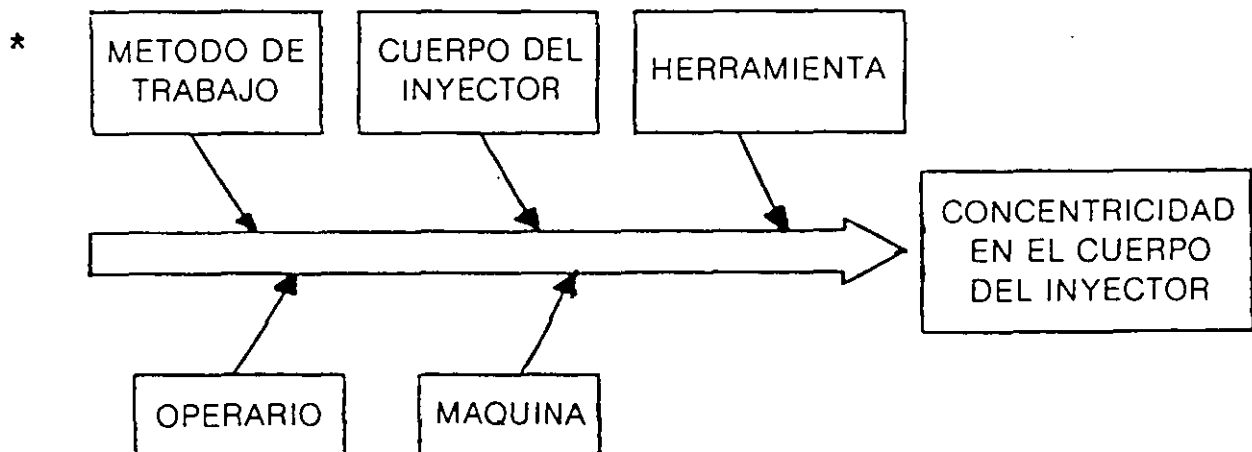 *
METODO DE
TRABAJO
CUERPO DEL
INYECTOR
HERRAMIENTA
CONCENTRICIDAD
EN EL CUERPO
DEL INYECTOR
OPERARIO
MAQUINA